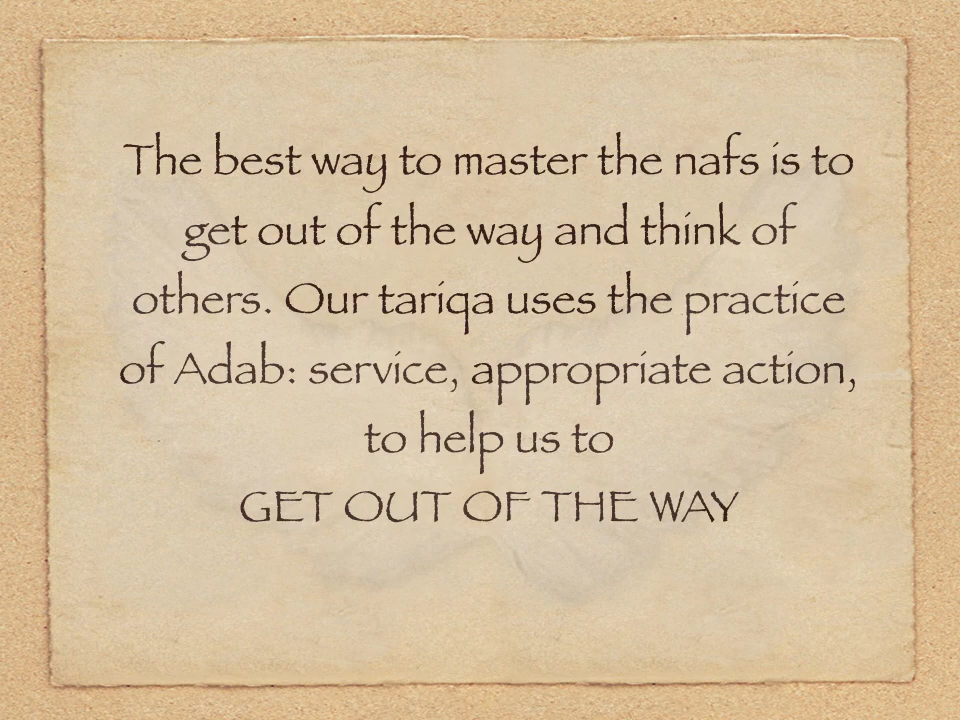 The best way to master the nafs is to
get out of the way and think of
others. Our tariqa uses the practice
of Adab: service, appropriate action,
to help us to
GET OUT OF THE WAY